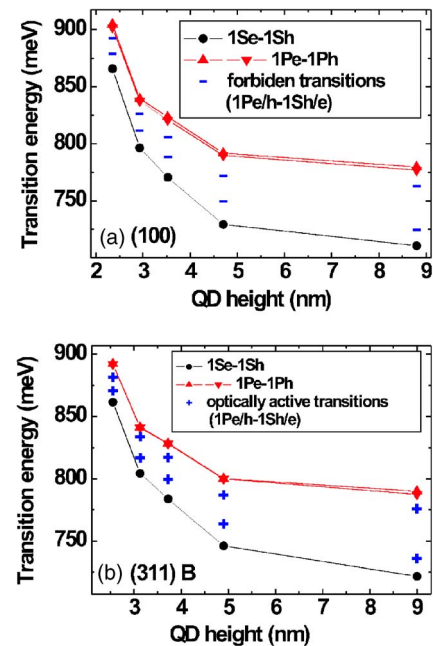 1Se-1Sh
1Pe-1Ph
forbiden transitions
(1Pe/h-1Sh/e)
Transition energy (meV)
900
850
800
750
(a) (100)
2 3 4 5 6 7 8 9
QD height (nm)
1Se-1Sh
1Pe-1Ph
optically active transitions
(1Pe/h-1Sh/e)
Transition energy (meV)
900
850
800
750
(b) (311) B
3 4 5 6 7 8 9
QD height (nm)